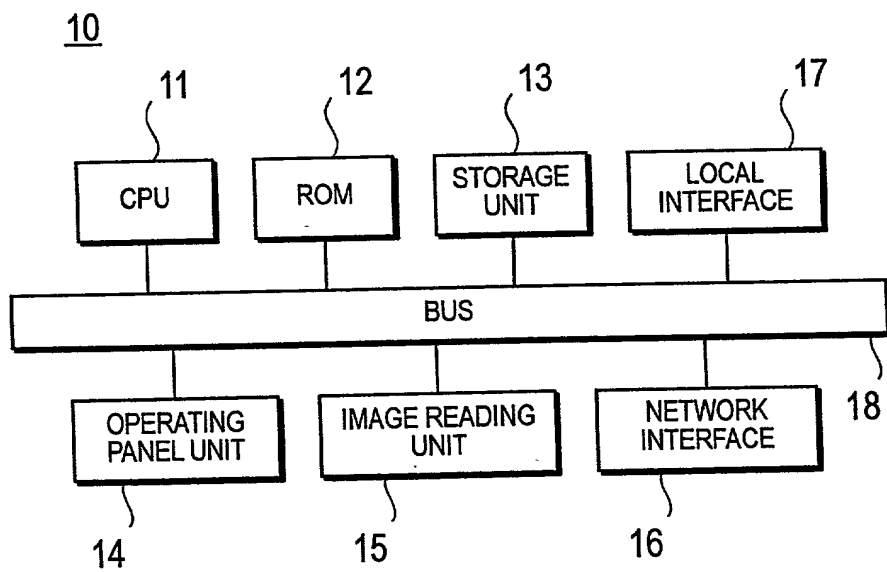 10
11
12
13
17
CPU
ROM
STORAGE
UNIT
LOCAL
INTERFACE
BUS
18
OPERATING
PANEL UNIT
IMAGE READING
UNIT
NETWORK
INTERFACE
14
15
16